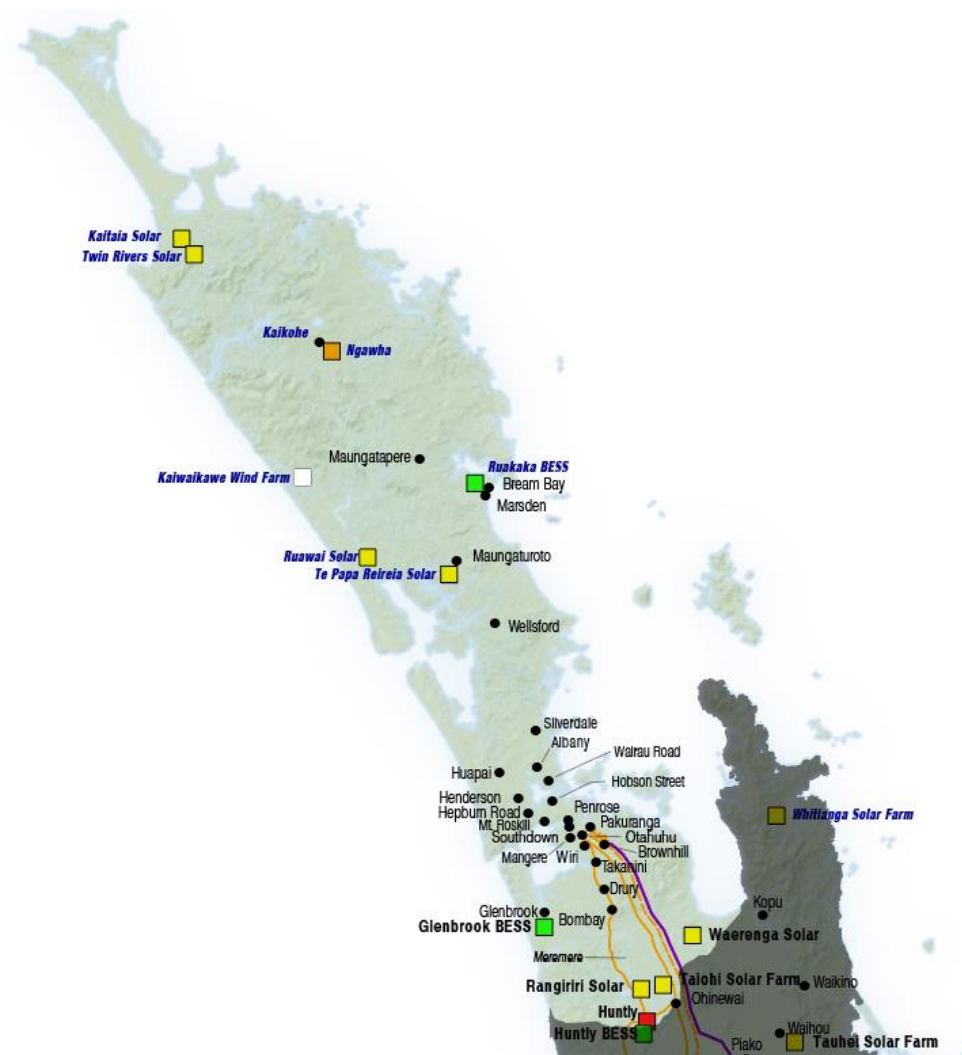 Kaitaia Solar
Twin Rivers Solar
Kaikohe
Ngawha
Maungatapere
Ruakaka BESS
Kaiwaikawe Wind Farm
Bream Bay
Marsden
Ruawai Solar
Maungaturoto
Te Papa Reireia Solar
Wellsford
Silverdale
Albany
Wairau Road
Huapai
Hobson Street
Henderson
Penrose
Hepburn Road
Whitianga Solar Farm
Mt Roskill
Pakuranga
Southdown
Otahuhu
Mangere
Wiri
Brownhill
Takanini
Drury
Kopu
Glenbrook
Bombay
Glenbrook BESS
Waerenga Solar
Meremere
Taiohi Solar Farm
Rangiriri Solar
Waikino
Ohinewai
Huntly
Huntly BESS
Waihou
Piako
Tauhei Solar Farm